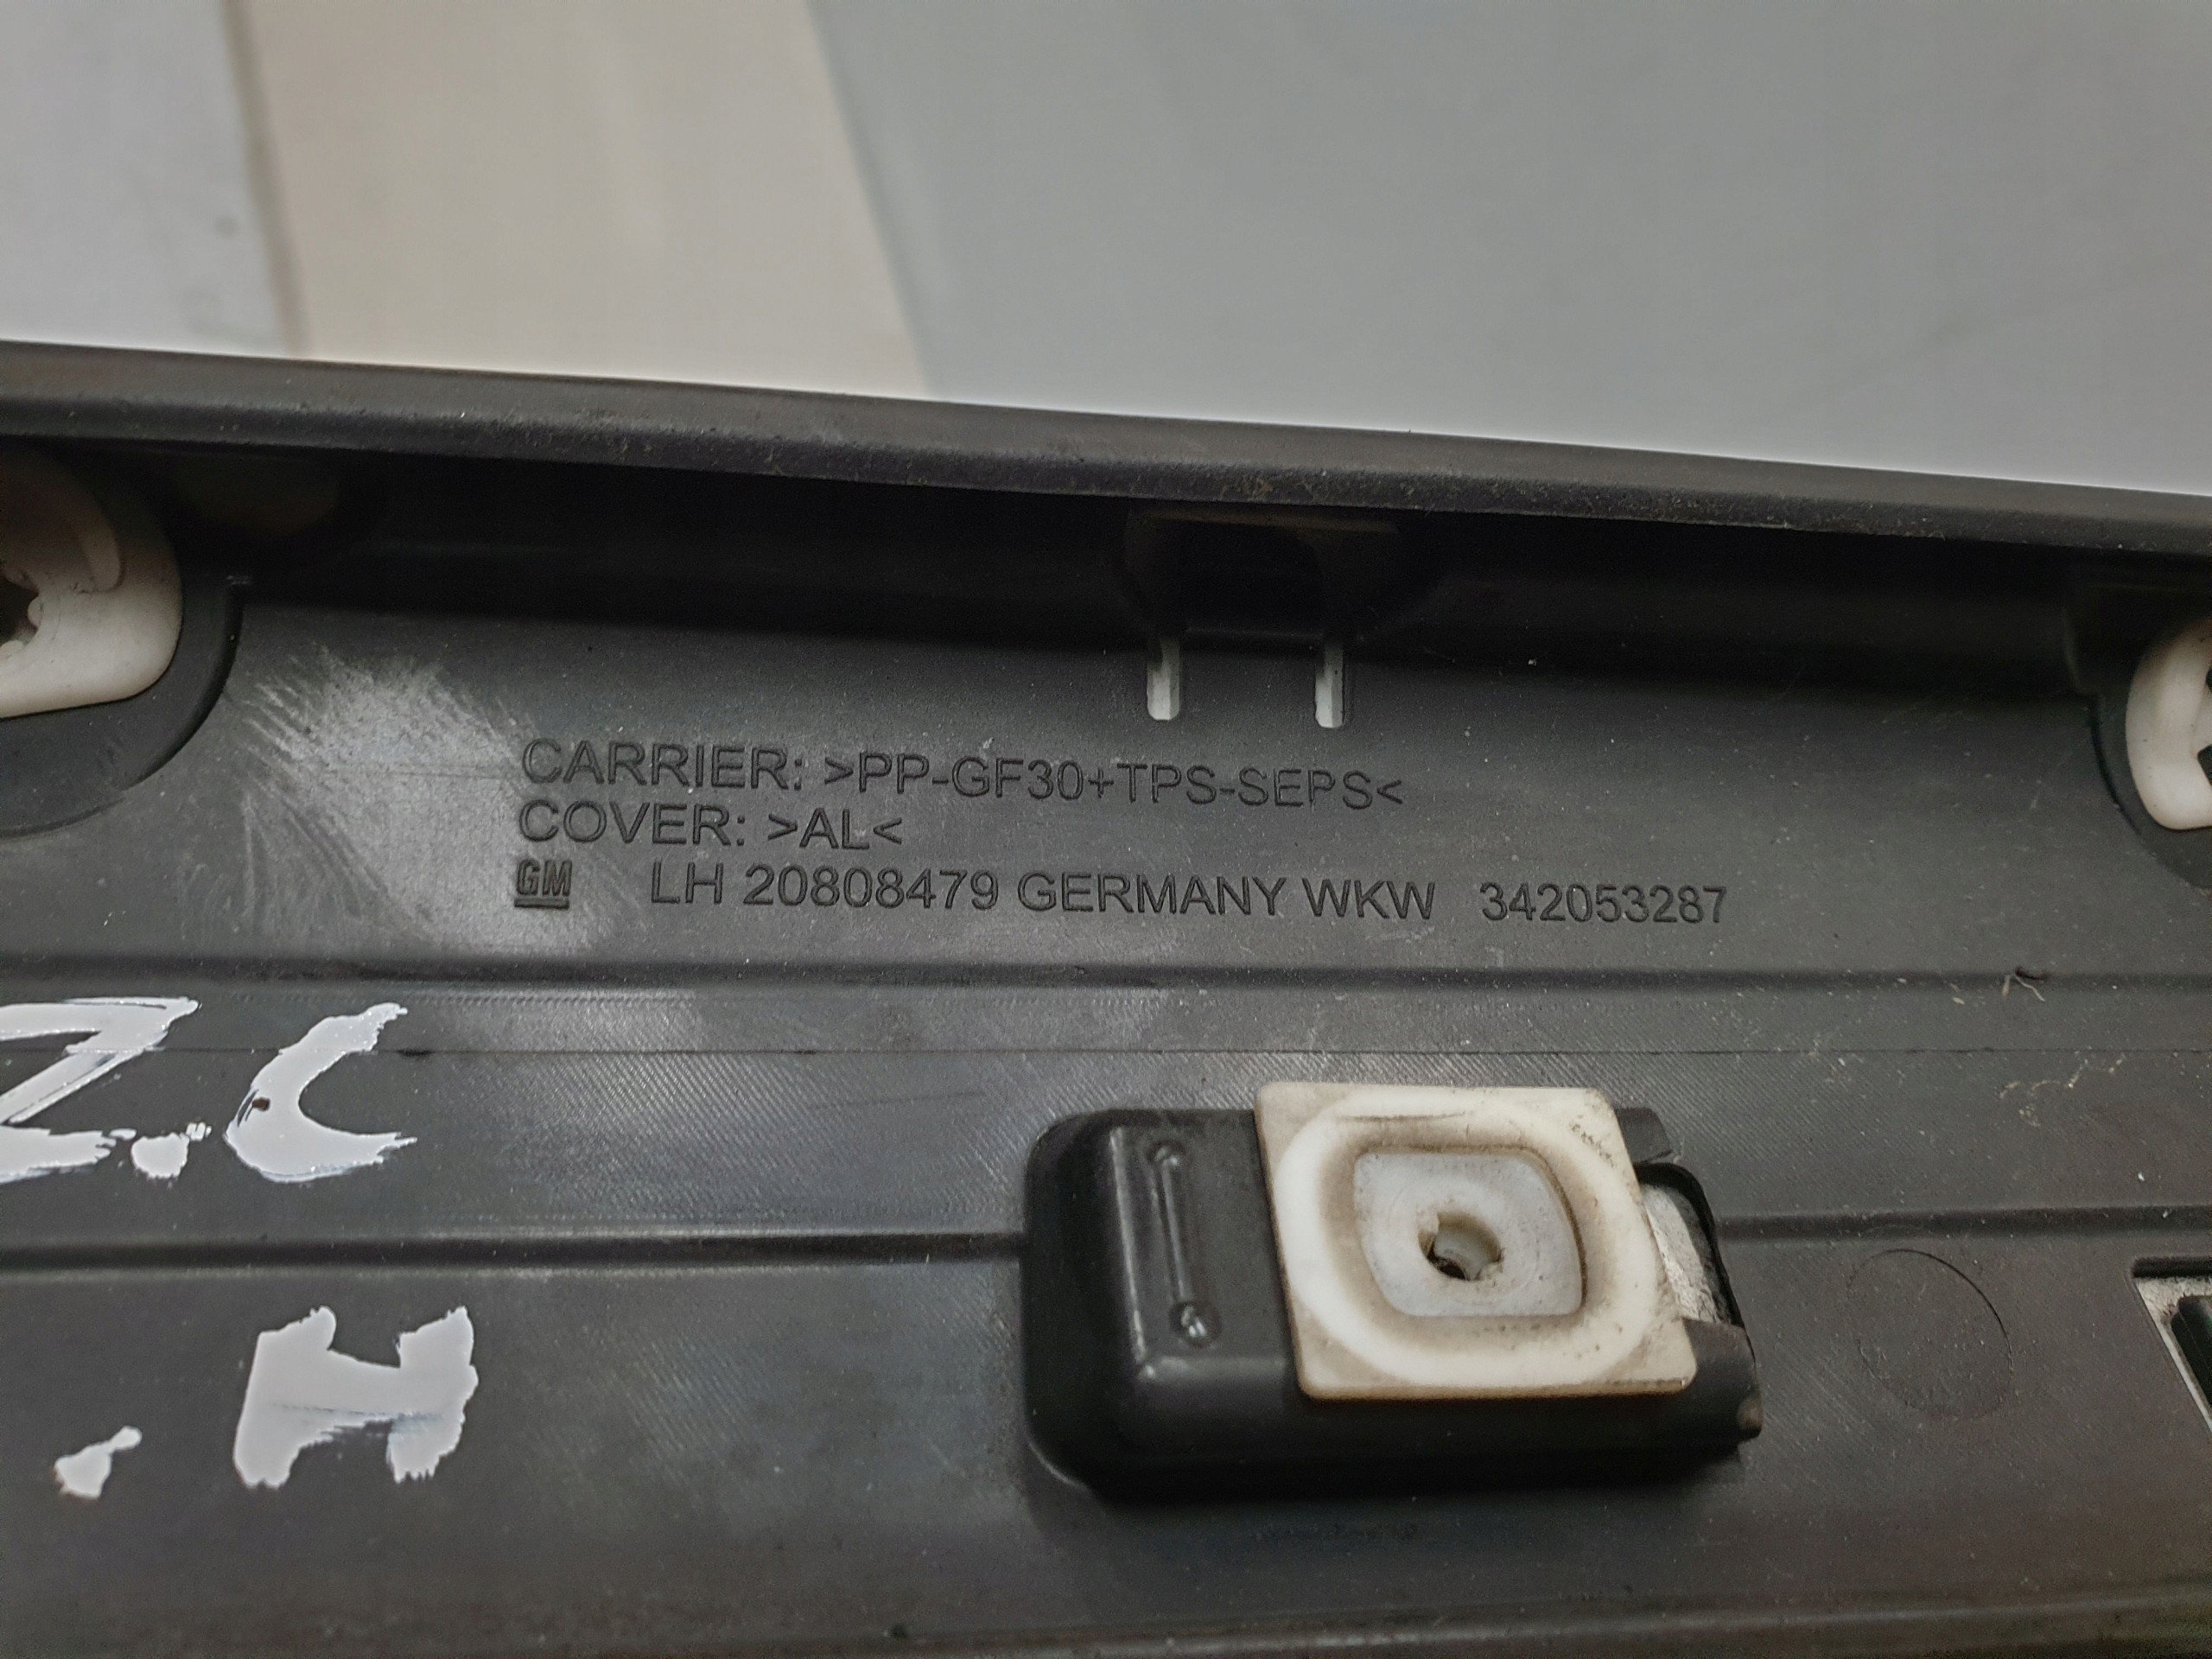 CARRIER: >PP-GF30+TPS-SEPS<
COVER: >AL<
GM LH 20808479 GERMANY WKW 342053287
Z.C
.H